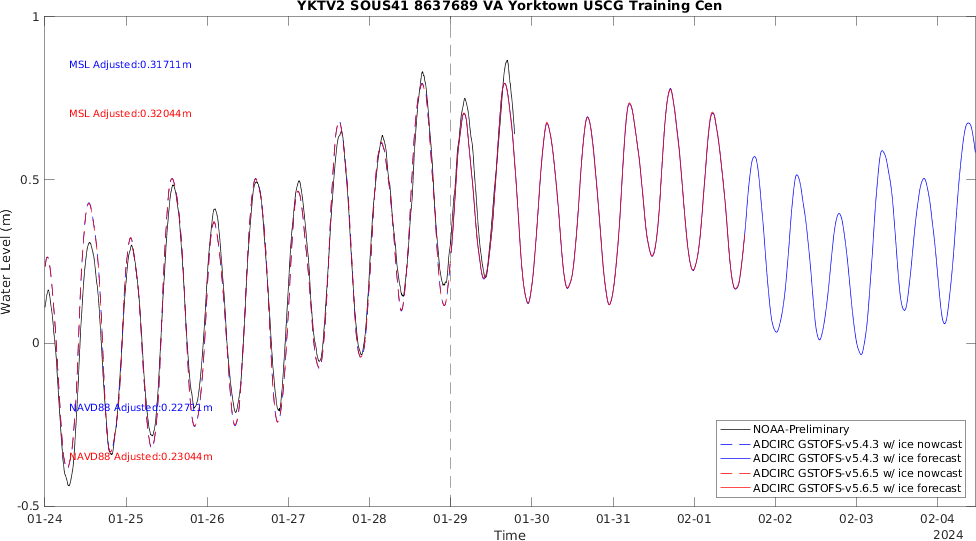 YKTV2 SOUS41 8637689 VA Yorktown USCG Training Cen
1
MSL Adjusted:0.31711m
MSL Adjusted:0.32044m
0.5
Water Level (m)
0
NAVD88 Adjusted:0.22711m
NAVD88 Adjusted:0.23044m
NOAA-Preliminary
ADCIRC GSTOFS-v5.4.3 w/ ice nowcast
ADCIRC GSTOFS-v5.4.3 w/ ice forecast
ADCIRC GSTOFS-v5.6.5 w/ ice nowcast
ADCIRC GSTOFS-v5.6.5 w/ ice forecast
-0.5
01-24 01-25 01-26 01-27 01-28 01-29 01-30 01-31 02-01 02-02 02-03 02-04
Time
2024